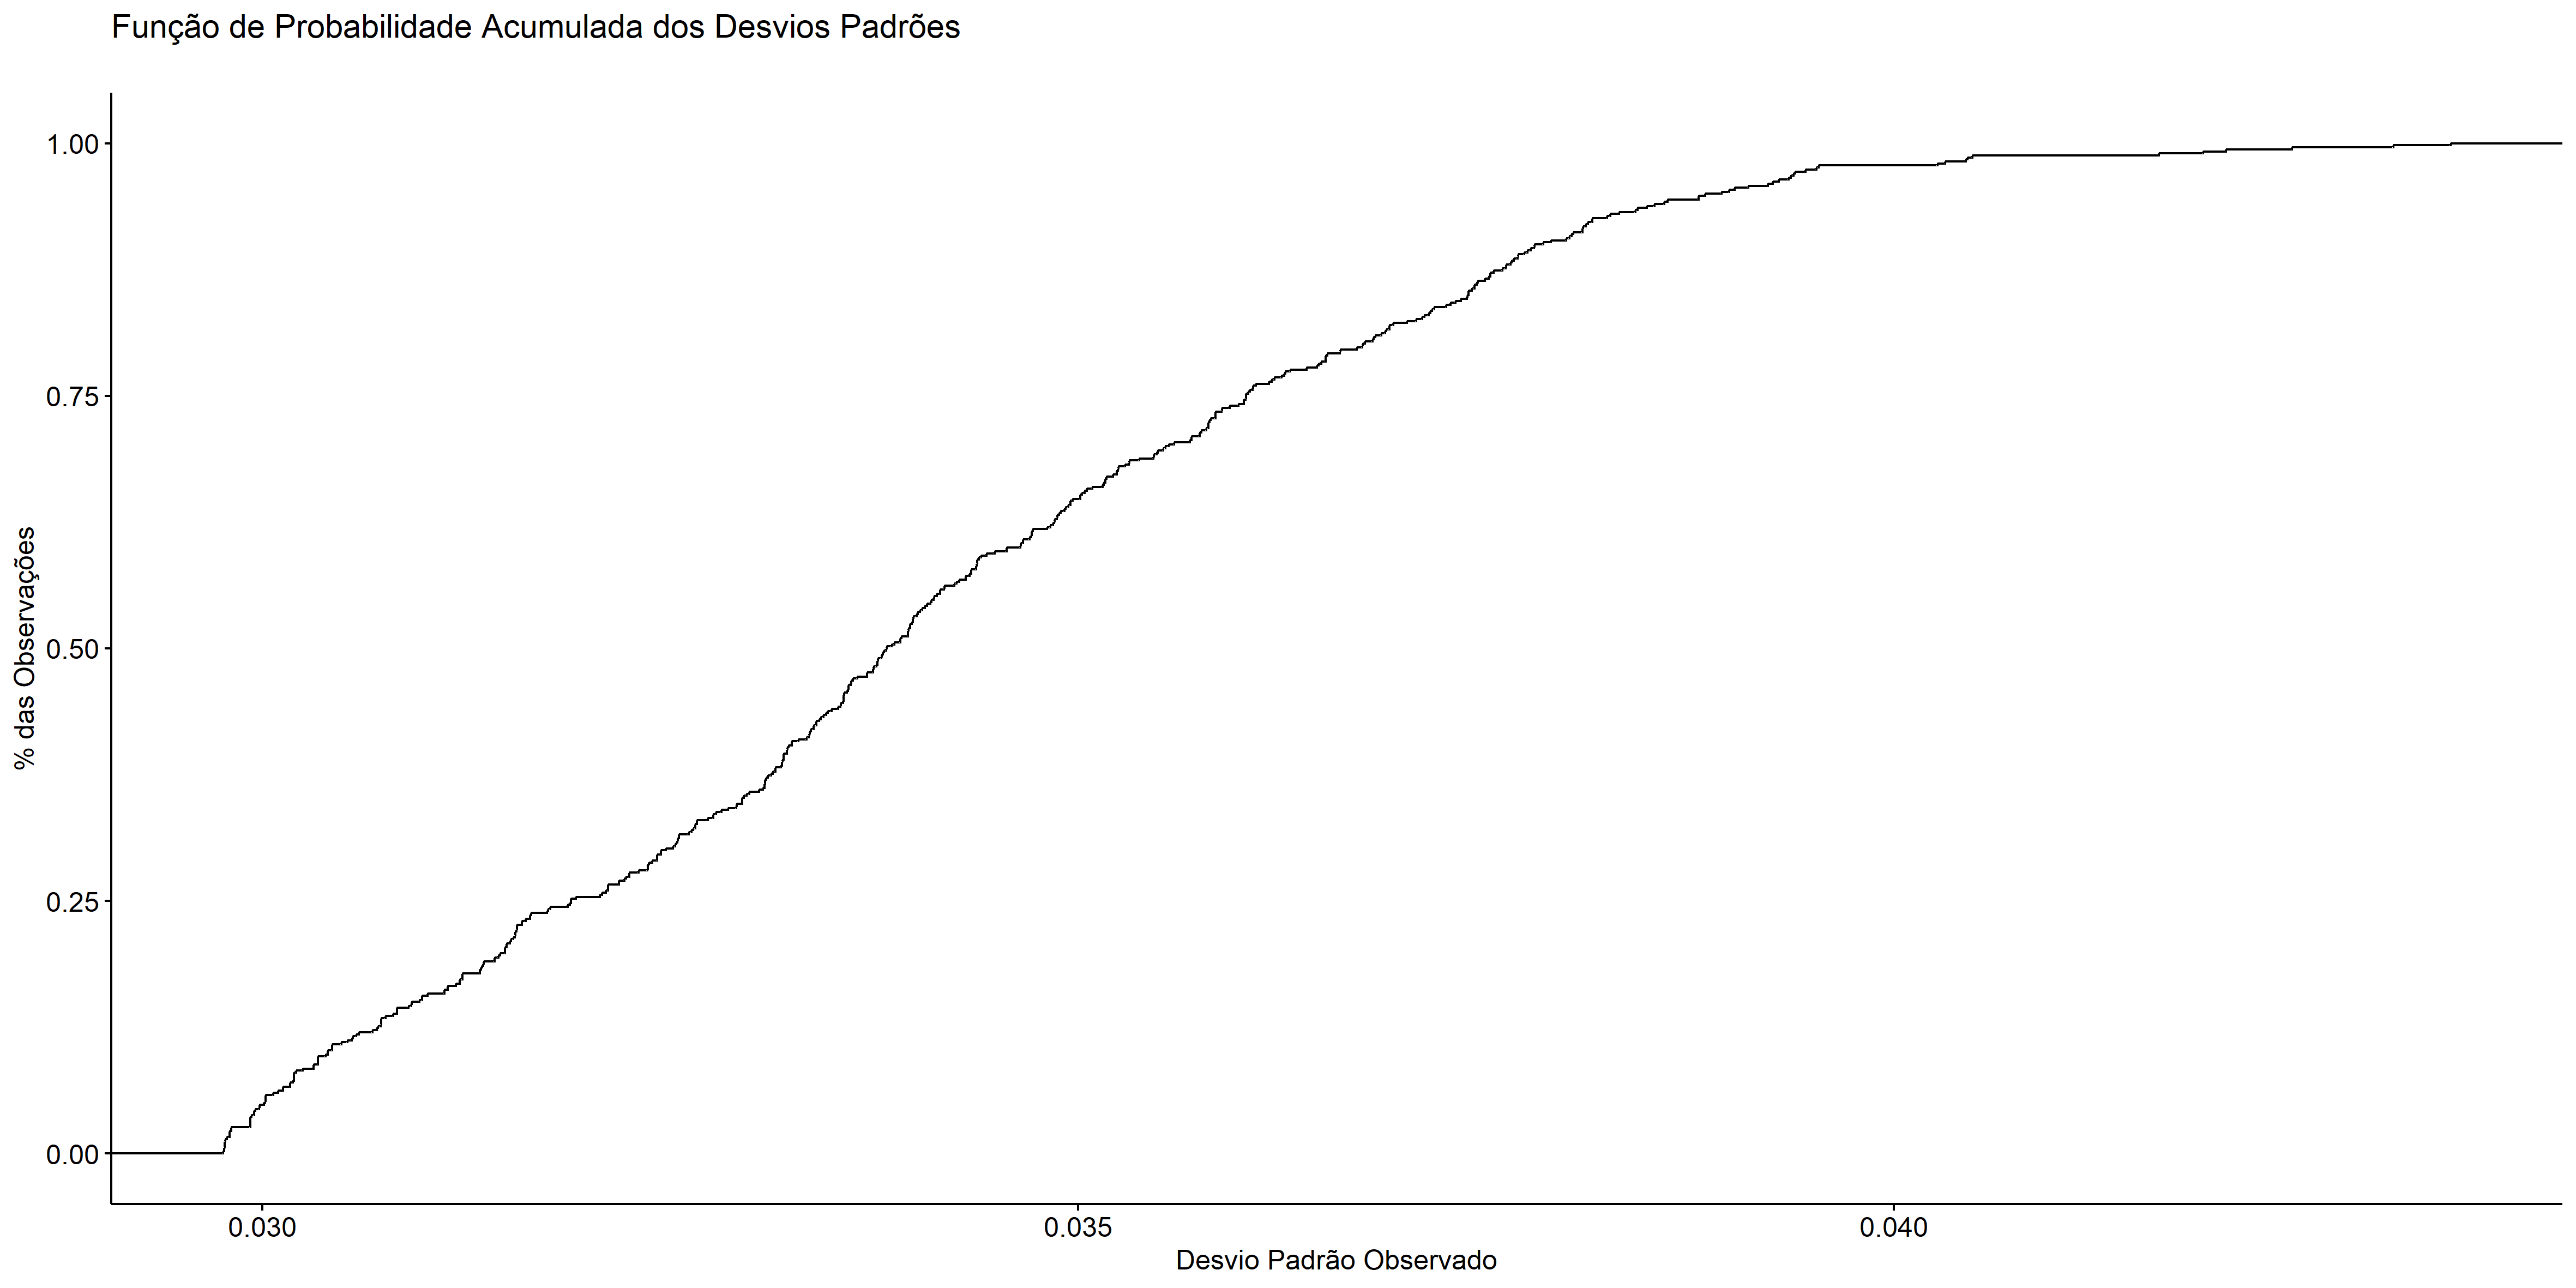 Função de Probabilidade Acumulada dos Desvios Padrões
1.00
0.75
0.50
0.25
0.00
% das Observações
0.030 0.035 0.040
Desvio Padrão Observado